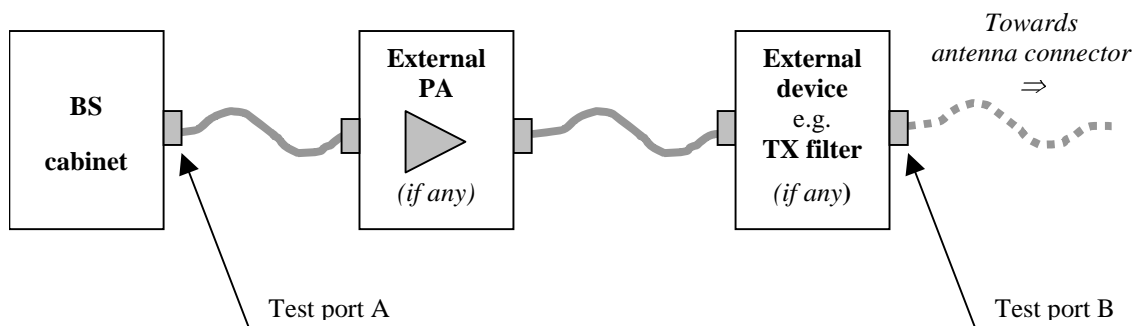 BS
cabinet
External
PA
(if any)
External
device
e.g.
TX filter
(if any)
Towards
antenna connector
⇒
Test port A
Test port B